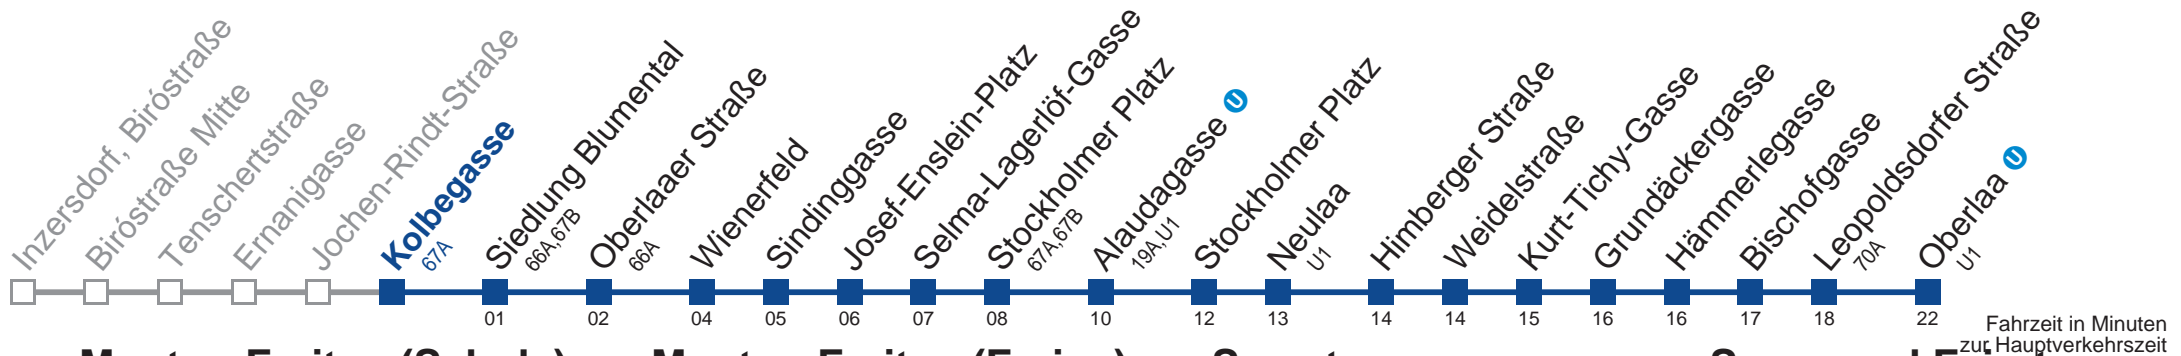 Inzersdorf, Biróstraße
Biróstraße Mitte
Tenschertstraße
Ernanigasse
Jochen-Rindt-Straße
Kolbegasse
67A
Siedlung Blumental
66A,67B
Oberlaaer Straße
66A
Wienerfeld
Sindinggasse
Josef-Enslein-Platz
Selma-Lagerlöf-Gasse
Stockholmer Platz
67A,67B
Alaudagasse U
19A,U1
Stockholmer Platz
Neulaa
U1
Himberger Straße
Weidelstraße
Kurt-Tichy-Gasse
Grundäckergasse
Hämmerlegasse
Bischofgasse
Leopoldsdorfer Straße
70A
Oberlaa U
U1
01 02 04 05 06 07 08 10 12 13 14 14 15 16 16 17 18 22
Fahrzeit in Minuten
zur Hauptverkehrszeit